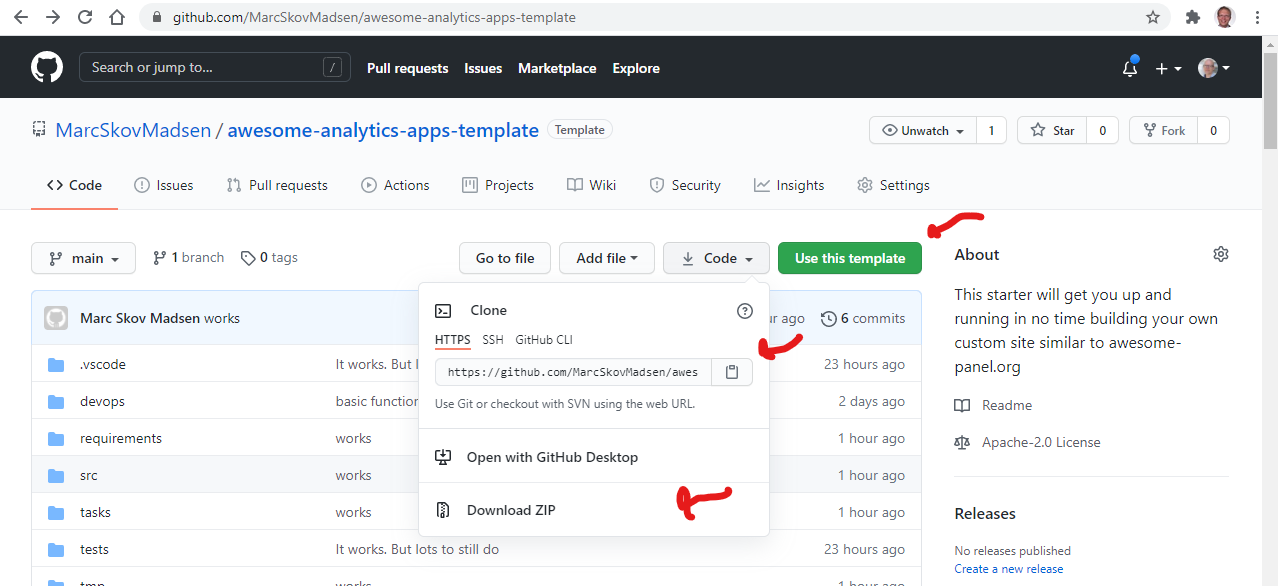 github.com/MarcSkovMadsen/awesome-analytics-apps-template
Search or jump to... / Pull requests Issues Marketplace Explore
MarcSkovMadsen / awesome-analytics-apps-template Template Unwatch 1 Star 0 Fork 0
Code Issues Pull requests Actions Projects Wiki Security Insights Settings
main 1 branch 0 tags Go to file Add file Code Use this template
Marc Skov Madsen works ur ago 6 commits
.vscode It works. But l 23 hours ago
devops basic function 2 days ago
requirements works 1 hour ago
src works 1 hour ago
tasks works 1 hour ago
tests It works. But lots to still do 23 hours ago
tmp works 1 hour ago
Clone
HTTPS SSH GitHub CLI
https://github.com/MarcSkovMadsen/awes
Use Git or checkout with SVN using the web URL.
Open with GitHub Desktop
Download ZIP
About
This starter will get you up and
running in no time building your own
custom site similar to awesome-
panel.org
Readme
Apache-2.0 License
Releases
No releases published
Create a new release